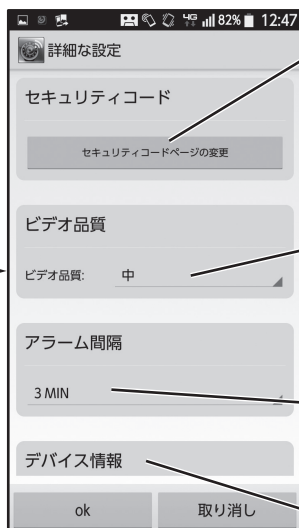 4G 82% 12:47
詳細な設定
セキュリティコード
セキュリティコードページの変更
ビデオ品質
ビデオ品質: 中
アラーム間隔
3 MIN
デバイス情報
ok 取り消し